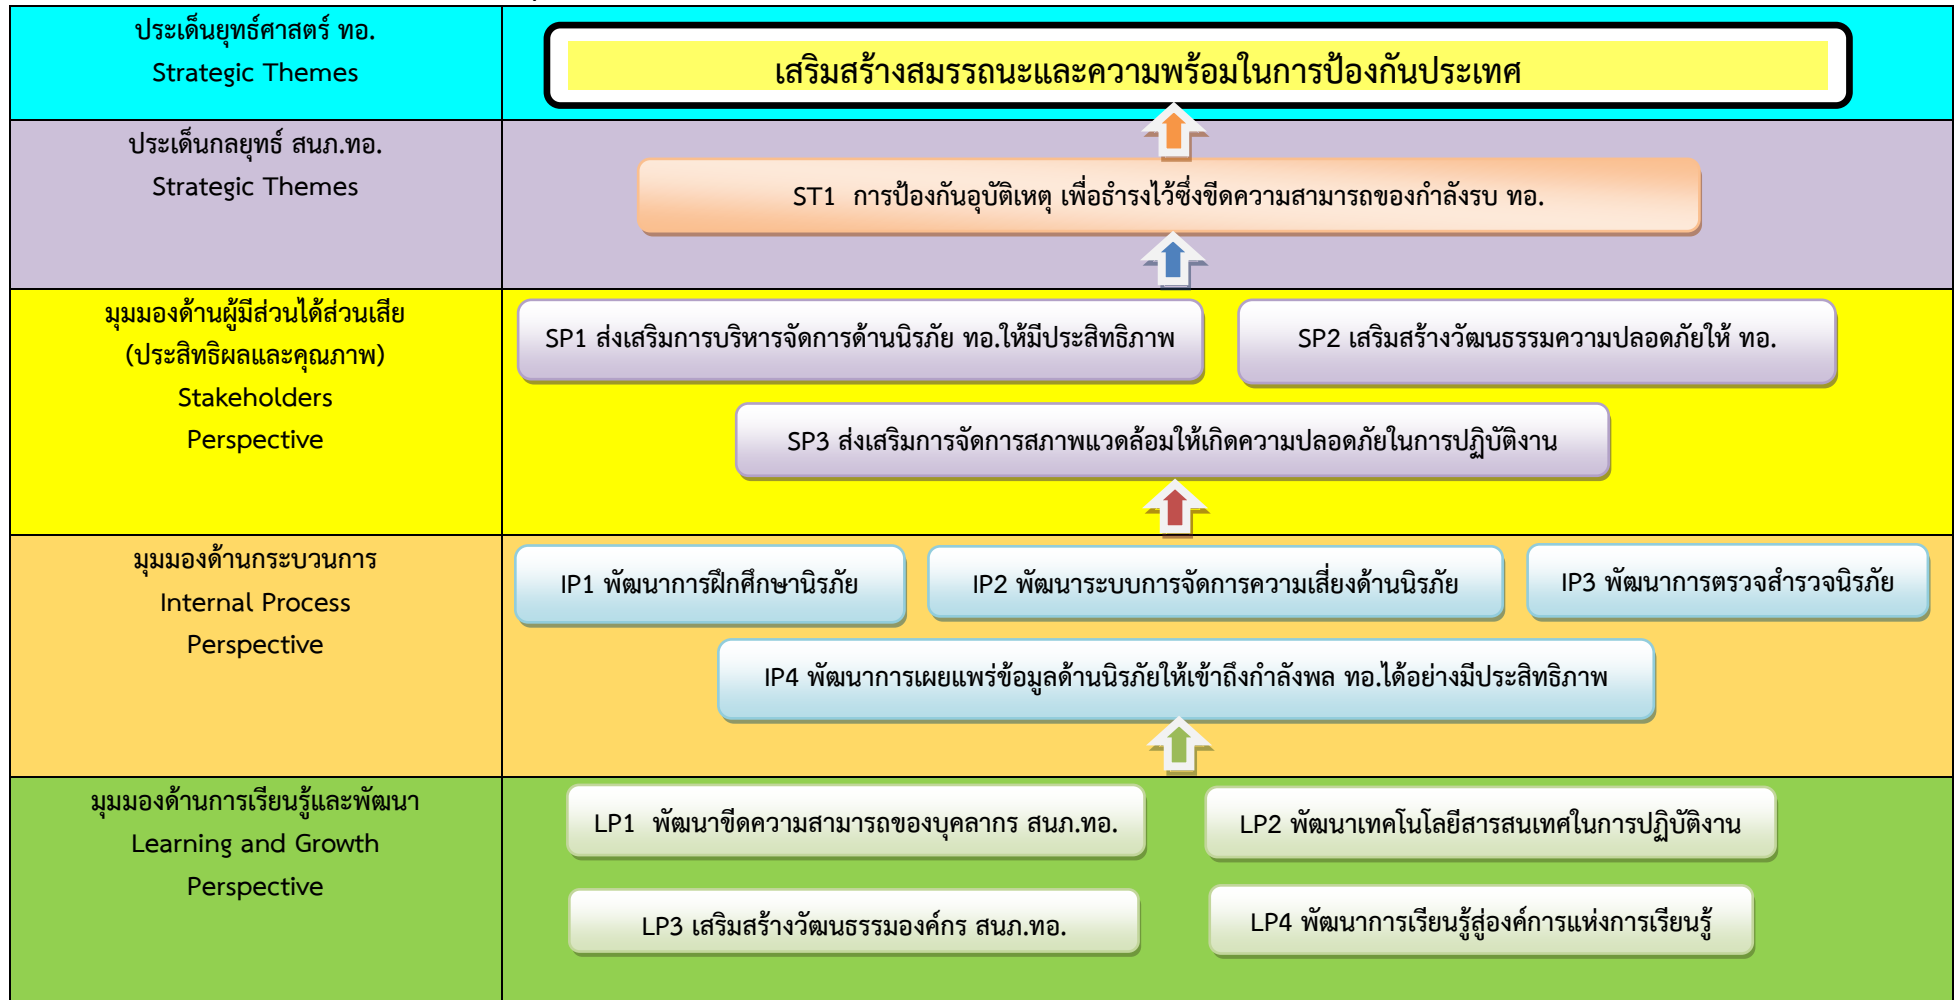 ประเด็นยุทธ์ศาสตร์ ทอ.
Strategic Themes
เสริมสร้างสมรรถนะและความพร้อมในการป้องกันประเทศ
ประเด็นกลยุทธ์ สนภ.ทอ.
Strategic Themes
ST1 การป้องกันอุบัติเหตุ เพื่อธำรงไว้ซึ่งขีดความสามารถของกำลังรบ ทอ.
มุมมองด้านผู้มีส่วนได้ส่วนเสีย
(ประสิทธิผลและคุณภาพ)
Stakeholders
Perspective
SP1 ส่งเสริมการบริหารจัดการด้านนิรภัย ทอ.ให้มีประสิทธิภาพ
SP2 เสริมสร้างวัฒนธรรมความปลอดภัยให้ ทอ.
SP3 ส่งเสริมการจัดการสภาพแวดล้อมให้เกิดความปลอดภัยในการปฏิบัติงาน
มุมมองด้านกระบวนการ
Internal Process
Perspective
IP1 พัฒนาการฝึกศึกษานิรภัย
IP2 พัฒนาระบบการจัดการความเสี่ยงด้านนิรภัย
IP3 พัฒนาการตรวจสำรวจนิรภัย
IP4 พัฒนาการเผยแพร่ข้อมูลด้านนิรภัยให้เข้าถึงกำลังพล ทอ.ได้อย่างมีประสิทธิภาพ
มุมมองด้านการเรียนรู้และพัฒนา
Learning and Growth
Perspective
LP1 พัฒนาขีดความสามารถของบุคลากร สนภ.ทอ.
LP2 พัฒนาเทคโนโลยีสารสนเทศในการปฏิบัติงาน
LP3 เสริมสร้างวัฒนธรรมองค์กร สนภ.ทอ.
LP4 พัฒนาการเรียนรู้สู่องค์การแห่งการเรียนรู้